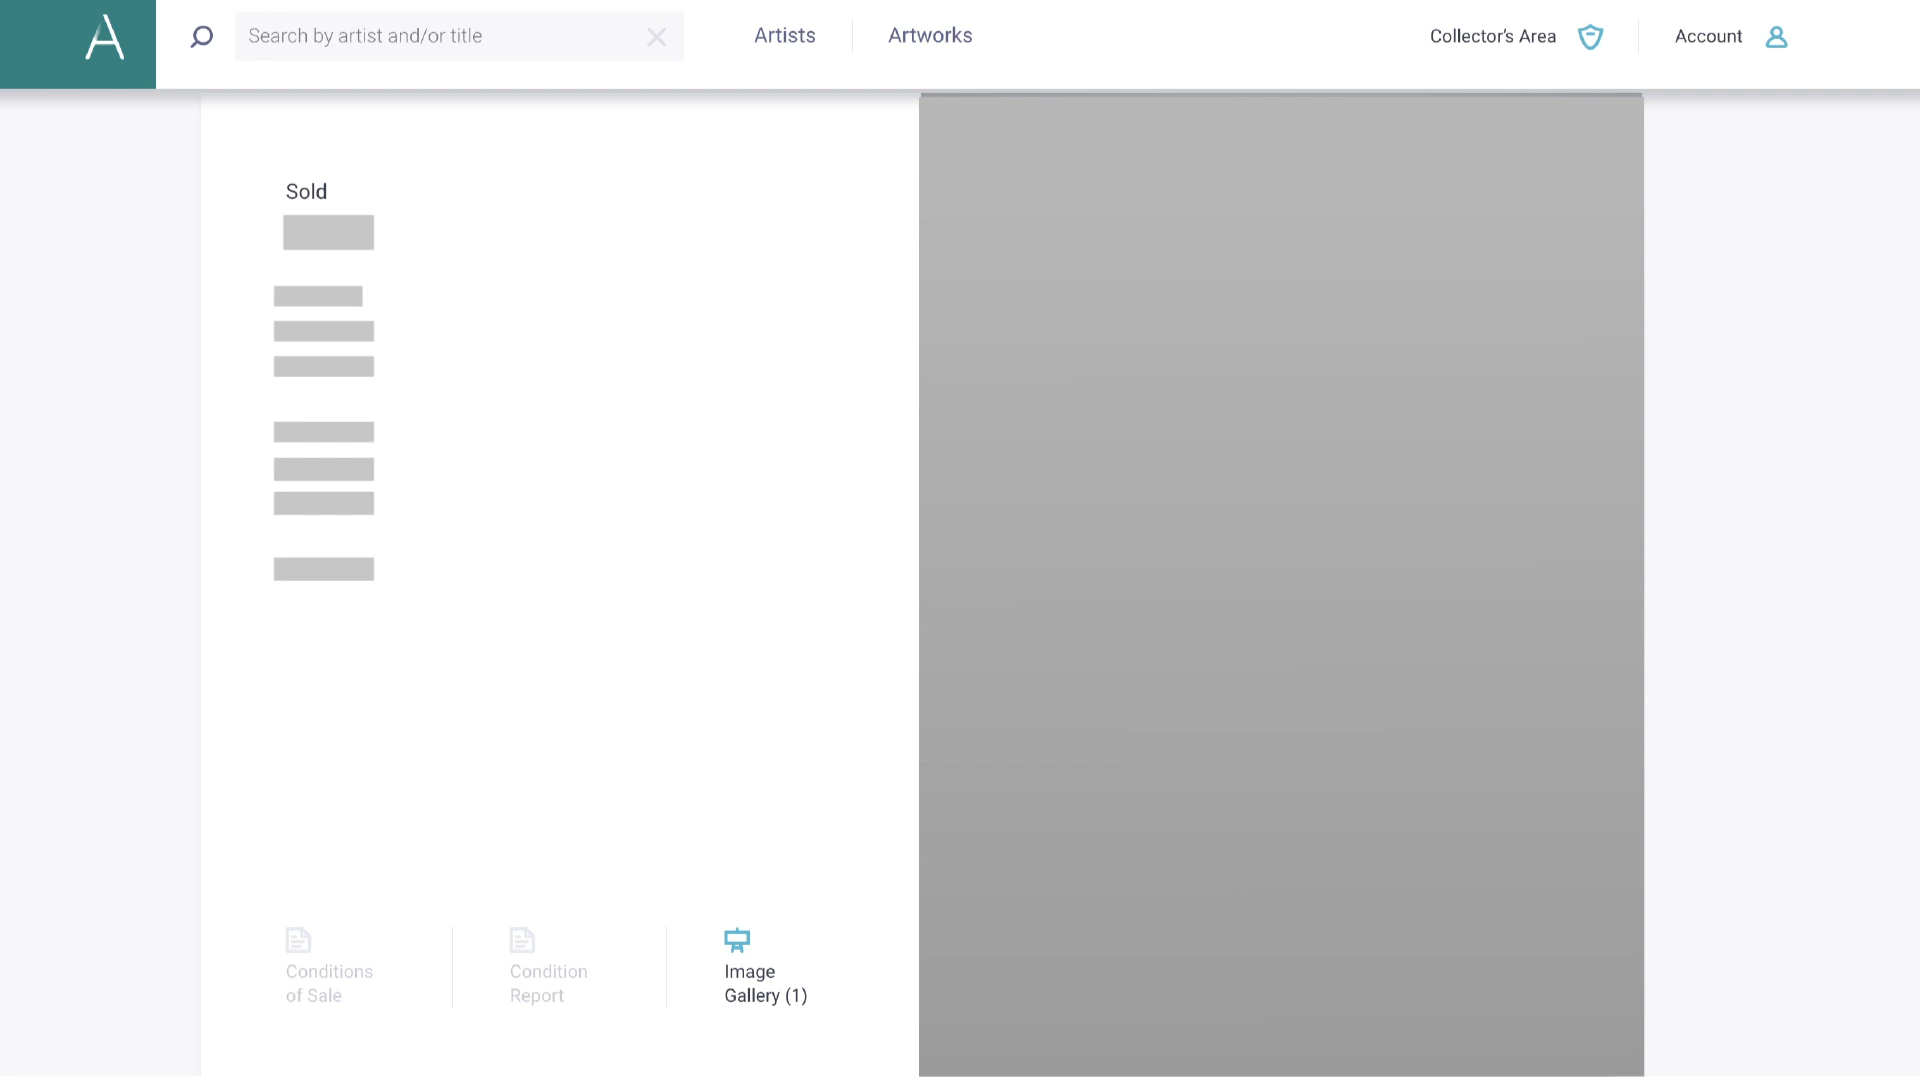 A
Search by artist and/or title
Artists
Artworks
Collector's Area
Account
Sold
Conditions
of Sale
Condition
Report
Image
Gallery (1)